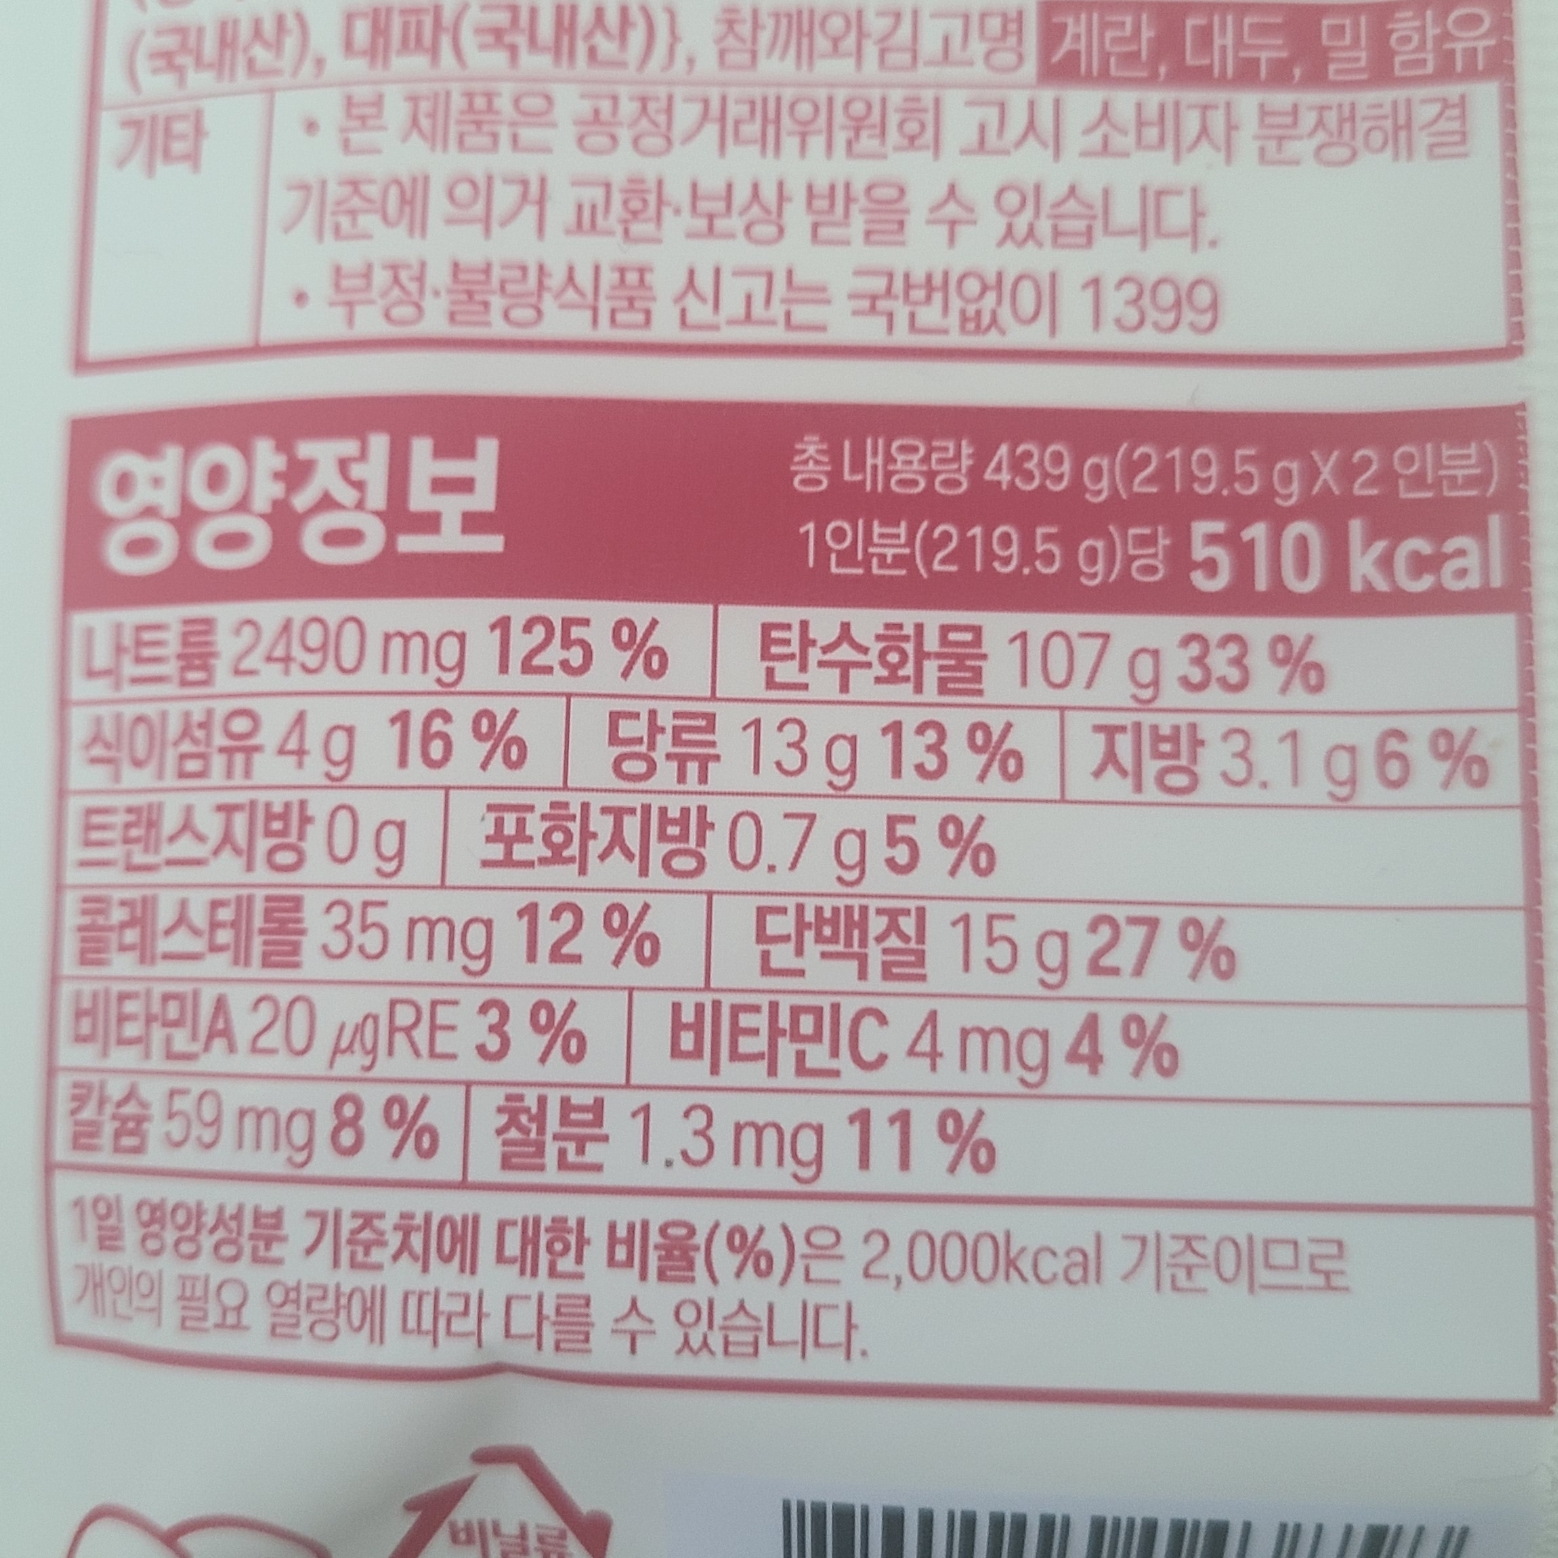 (국내산), 대파(국내산)}, 참깨와김고명 계란, 대두, 밀 함유
기타
• 본 제품은 공정거래위원회 고시 소비자 분쟁해결
기준에 의거 교환·보상 받을 수 있습니다.
• 부정·불량식품 신고는 국번없이 1399
영양정보
총 내용량 439 g(219.5 g X 2 인분)
1인분(219.5 g)당 510 kcal
나트륨 2490 mg 125 % 탄수화물 107 g 33 %
식이섬유 4 g 16 % 당류 13 g 13 % 지방 3.1 g 6 %
트랜스지방 0 g 포화지방 0.7 g 5 %
콜레스테롤 35 mg 12 % 단백질 15 g 27 %
비타민A 20 μgRE 3 % 비타민C 4 mg 4 %
칼슘 59 mg 8 % 철분 1.3 mg 11 %
1일 영양성분 기준치에 대한 비율(%)은 2,000kcal 기준이므로
개인의 필요 열량에 따라 다를 수 있습니다.
비닐류